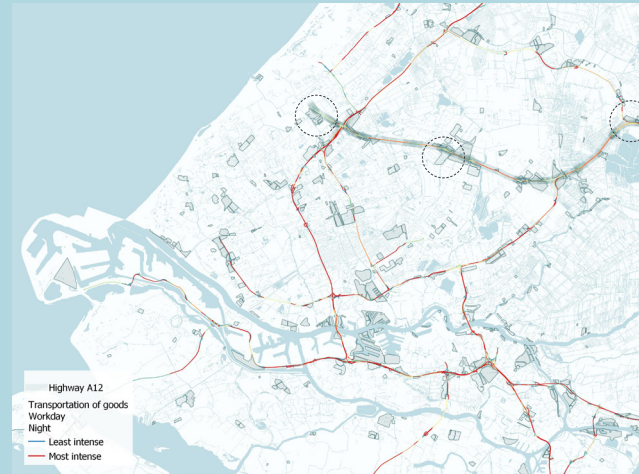 Highway A12
Transportation of goods
Workday
Night
Least intense
Most intense